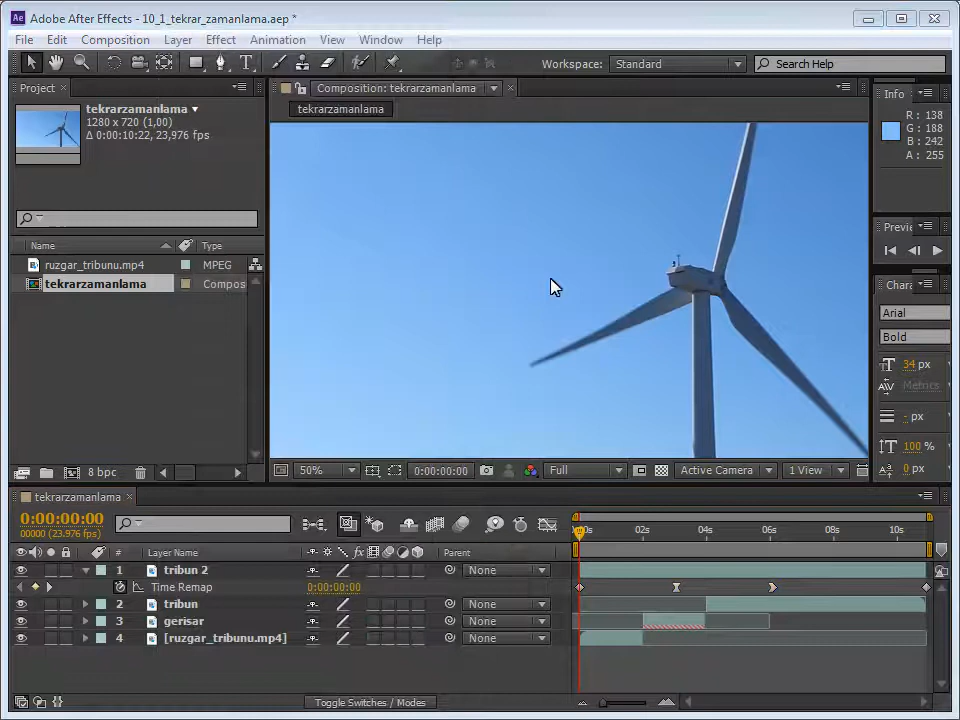 Adobe After Effects - 10_1_tekrar_zamanlama.aep *
File Edit Composition Layer Effect Animation View Window Help
Workspace: Standard Search Help
Project
Composition: tekrarzamanlama
Info
tekrarzamanlama
1280 x 720 (1,00)
Δ 0:00:10:22, 23,976 fps
tekrarzamanlama
R : 138
G : 188
B : 242
A : 255
Name Type
ruzgar_tribunu.mp4 MPEG
tekrarzamanlama Compos
Previe
Chara
Arial
Bold
34 px
Metrics
- px
100 %
0 px
8 bpc
50% 0:00:00:00 Full Active Camera 1 View
tekrarzamanlama
0:00:00:00
00000 (23.976 fps)
0s 02s 04s 06s 08s 10s
# Layer Name fx Parent
1 tribun 2 None
Time Remap 0:00:00:00
2 tribun None
3 gerisar None
4 [ruzgar_tribunu.mp4] None
Toggle Switches / Modes